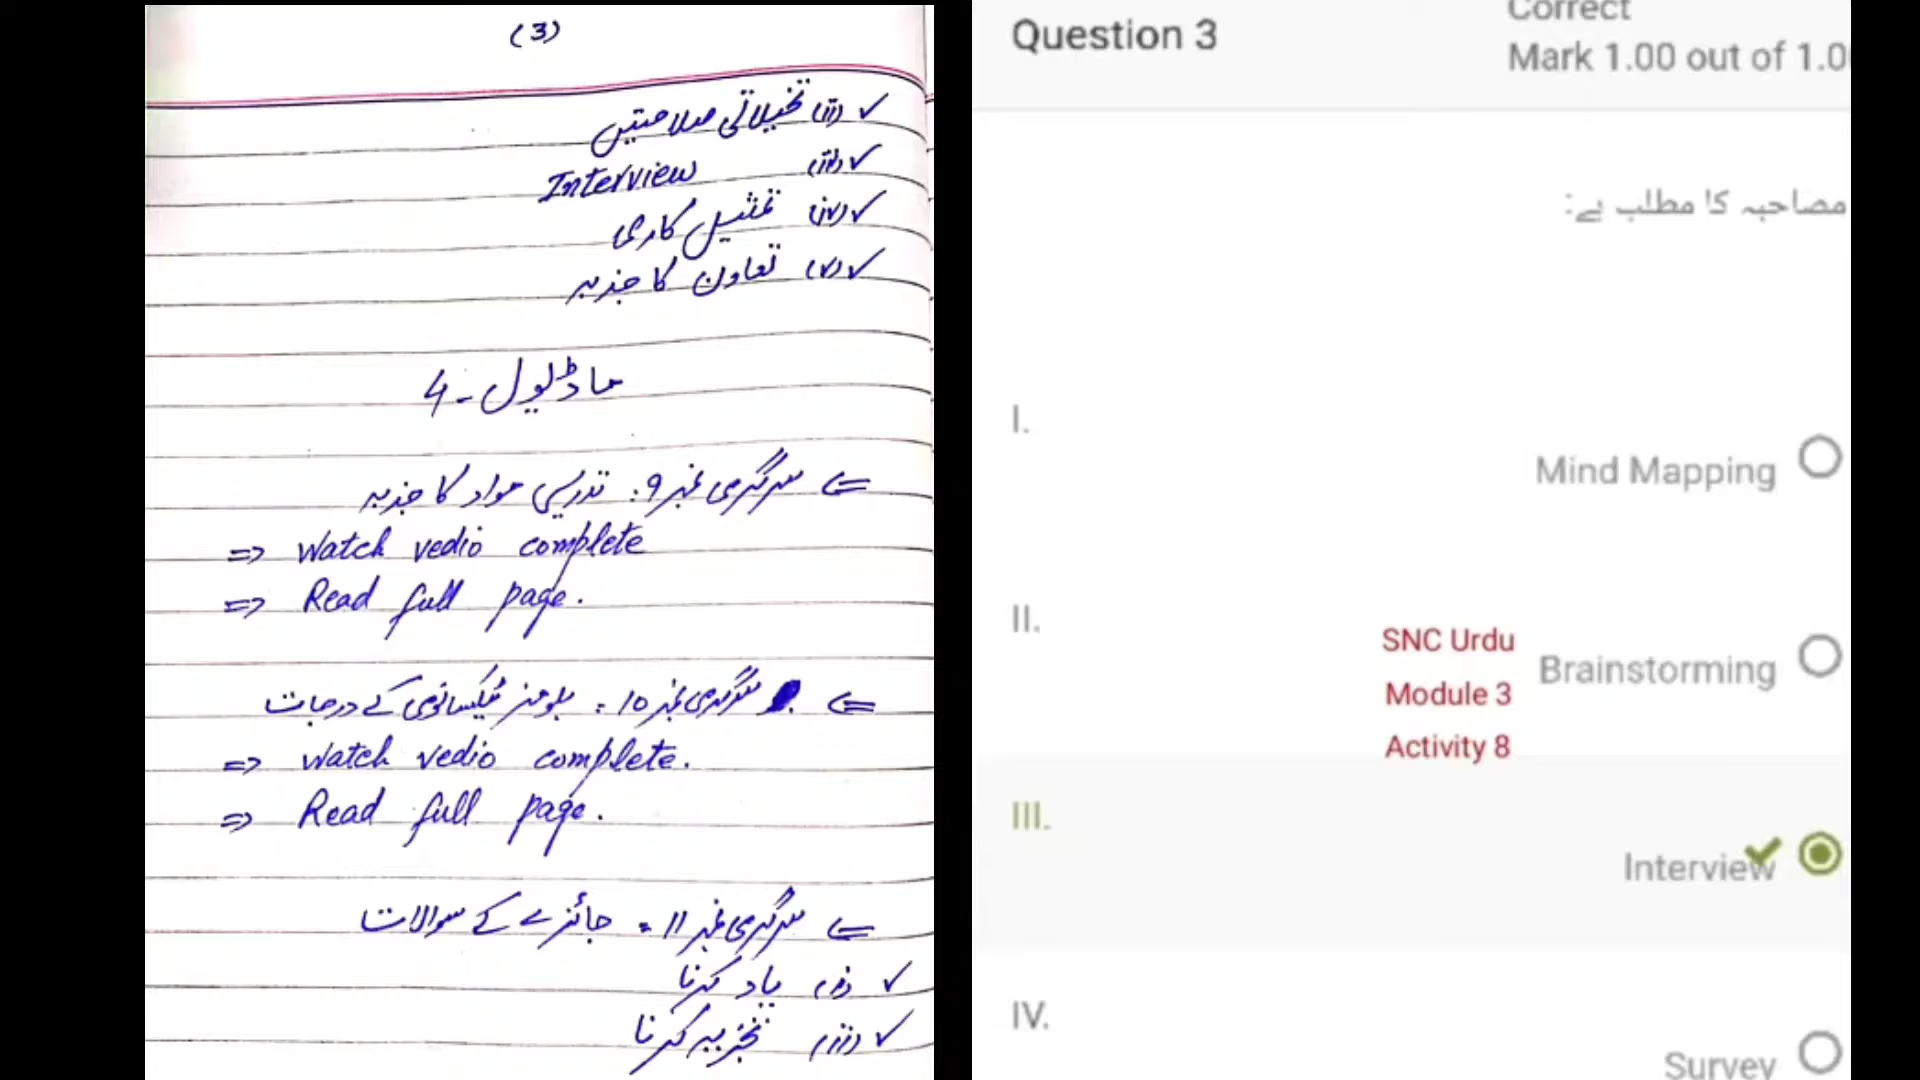 (3)
✓ (ii) تخیلاتی صلاحیتیں
✓ (iii) Interview
✓ (iv) تمثیل کاری
✓ (v) تعاون کا جذبہ
ماڈیول - 4
⇐ سرگرمی نمبر 9: تدریسی مواد کا جذبہ
⇒ Watch vedio complete
⇒ Read full page.
⇐ سرگرمی نمبر 10: بلومز ٹیکسانومی کے درجات
⇒ Watch vedio complete.
⇒ Read full page.
⇐ سرگرمی نمبر 11 = جائزے کے سوالات
✓ (i) یاد کرنا
✓ (ii) تجزیہ کرنا
Question 3
Correct
Mark 1.00 out of 1.0
مصاحبہ کا مطلب ہے:
I.
Mind Mapping
II.
Brainstorming
SNC Urdu
Module 3
Activity 8
III.
Interview
IV.
Survey